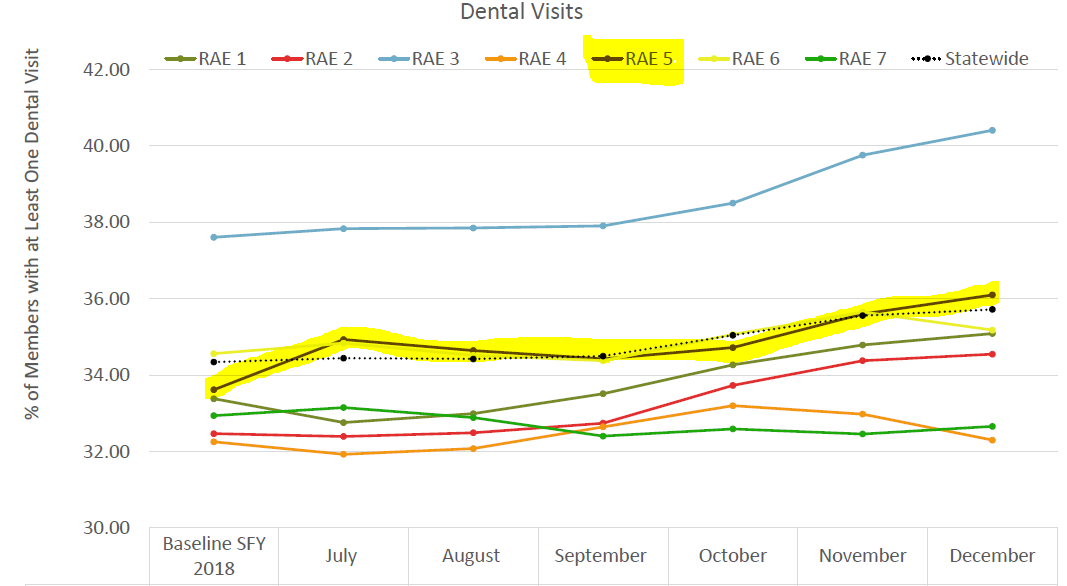 Dental Visits
RAE 1 RAE 2 RAE 3 RAE 4 RAE 5 RAE 6 RAE 7 Statewide
% of Members with at Least One Dental Visit
42.00
40.00
38.00
36.00
34.00
32.00
30.00
Baseline SFY
2018
July
August
September
October
November
December